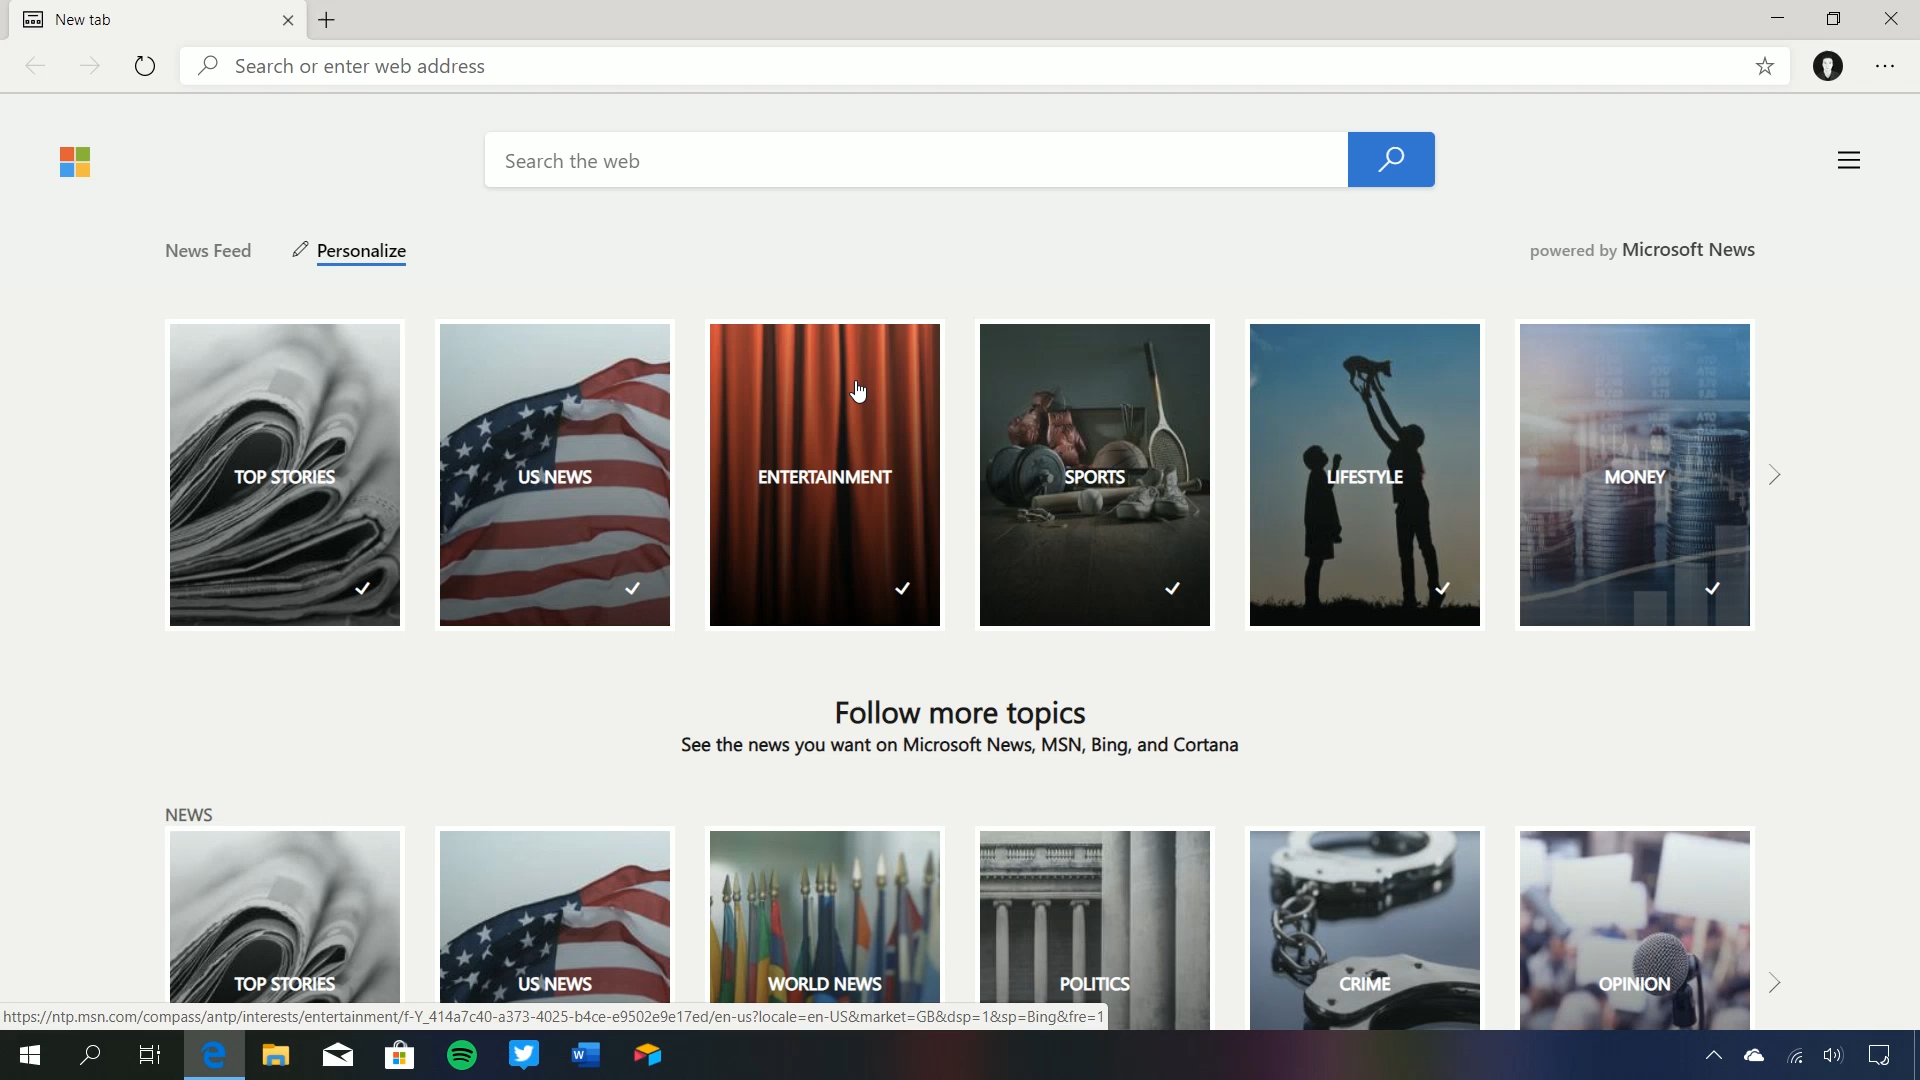 New tab
Search or enter web address
Search the web
News Feed
Personalize
powered by Microsoft News
TOP STORIES
US NEWS
ENTERTAINMENT
SPORTS
LIFESTYLE
MONEY
Follow more topics
See the news you want on Microsoft News, MSN, Bing, and Cortana
NEWS
TOP STORIES
US NEWS
WORLD NEWS
POLITICS
CRIME
OPINION
https://ntp.msn.com/compass/antp/interests/entertainment/f-Y_414a7c40-a373-4025-b4ce-e9502e9e17ed/en-us?locale=en-US&market=GB&dsp=1&sp=Bing&fre=1